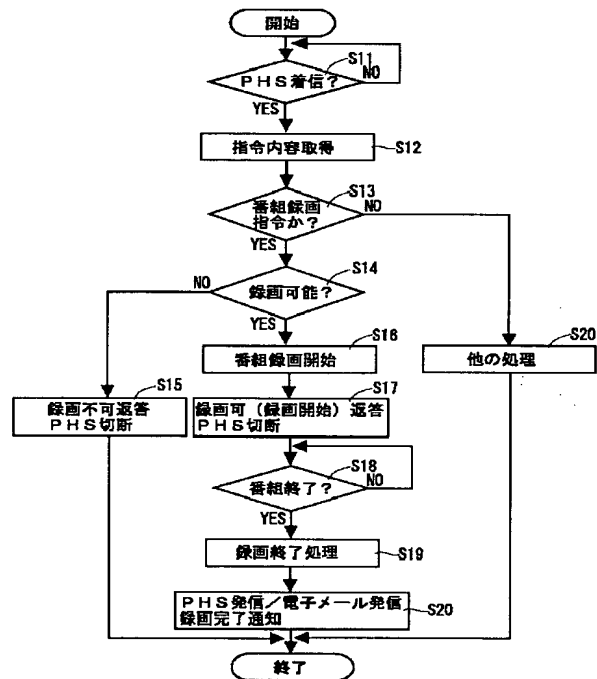 開始
S11
PHS着信?
NO
YES
指令内容取得
S12
S13
番組録画
指令か?
NO
YES
S14
NO
録画可能?
YES
S16
番組録画開始
S20
他の処理
S15
録画不可返答
PHS切断
S17
録画可(録画開始)返答
PHS切断
S18
番組終了?
NO
YES
録画終了処理
S19
PHS発信/電子メール発信
録画完了通知
S20
終了